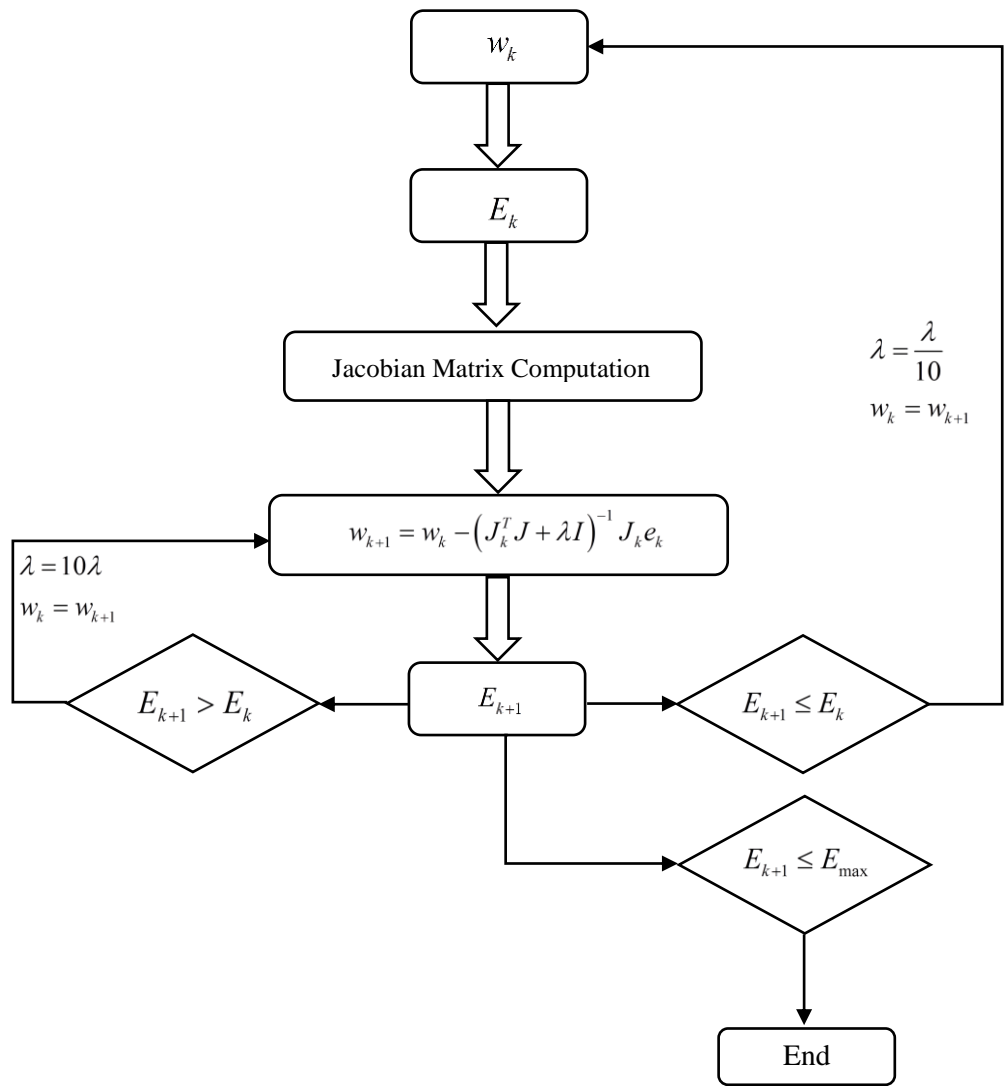 w_k
E_k
Jacobian Matrix Computation
λ = λ/10
w_k = w_{k+1}
w_{k+1} = w_k − (J_k^T J + λI)^{−1} J_k e_k
λ = 10λ
w_k = w_{k+1}
E_{k+1} > E_k
E_{k+1}
E_{k+1} ≤ E_k
E_{k+1} ≤ E_max
End